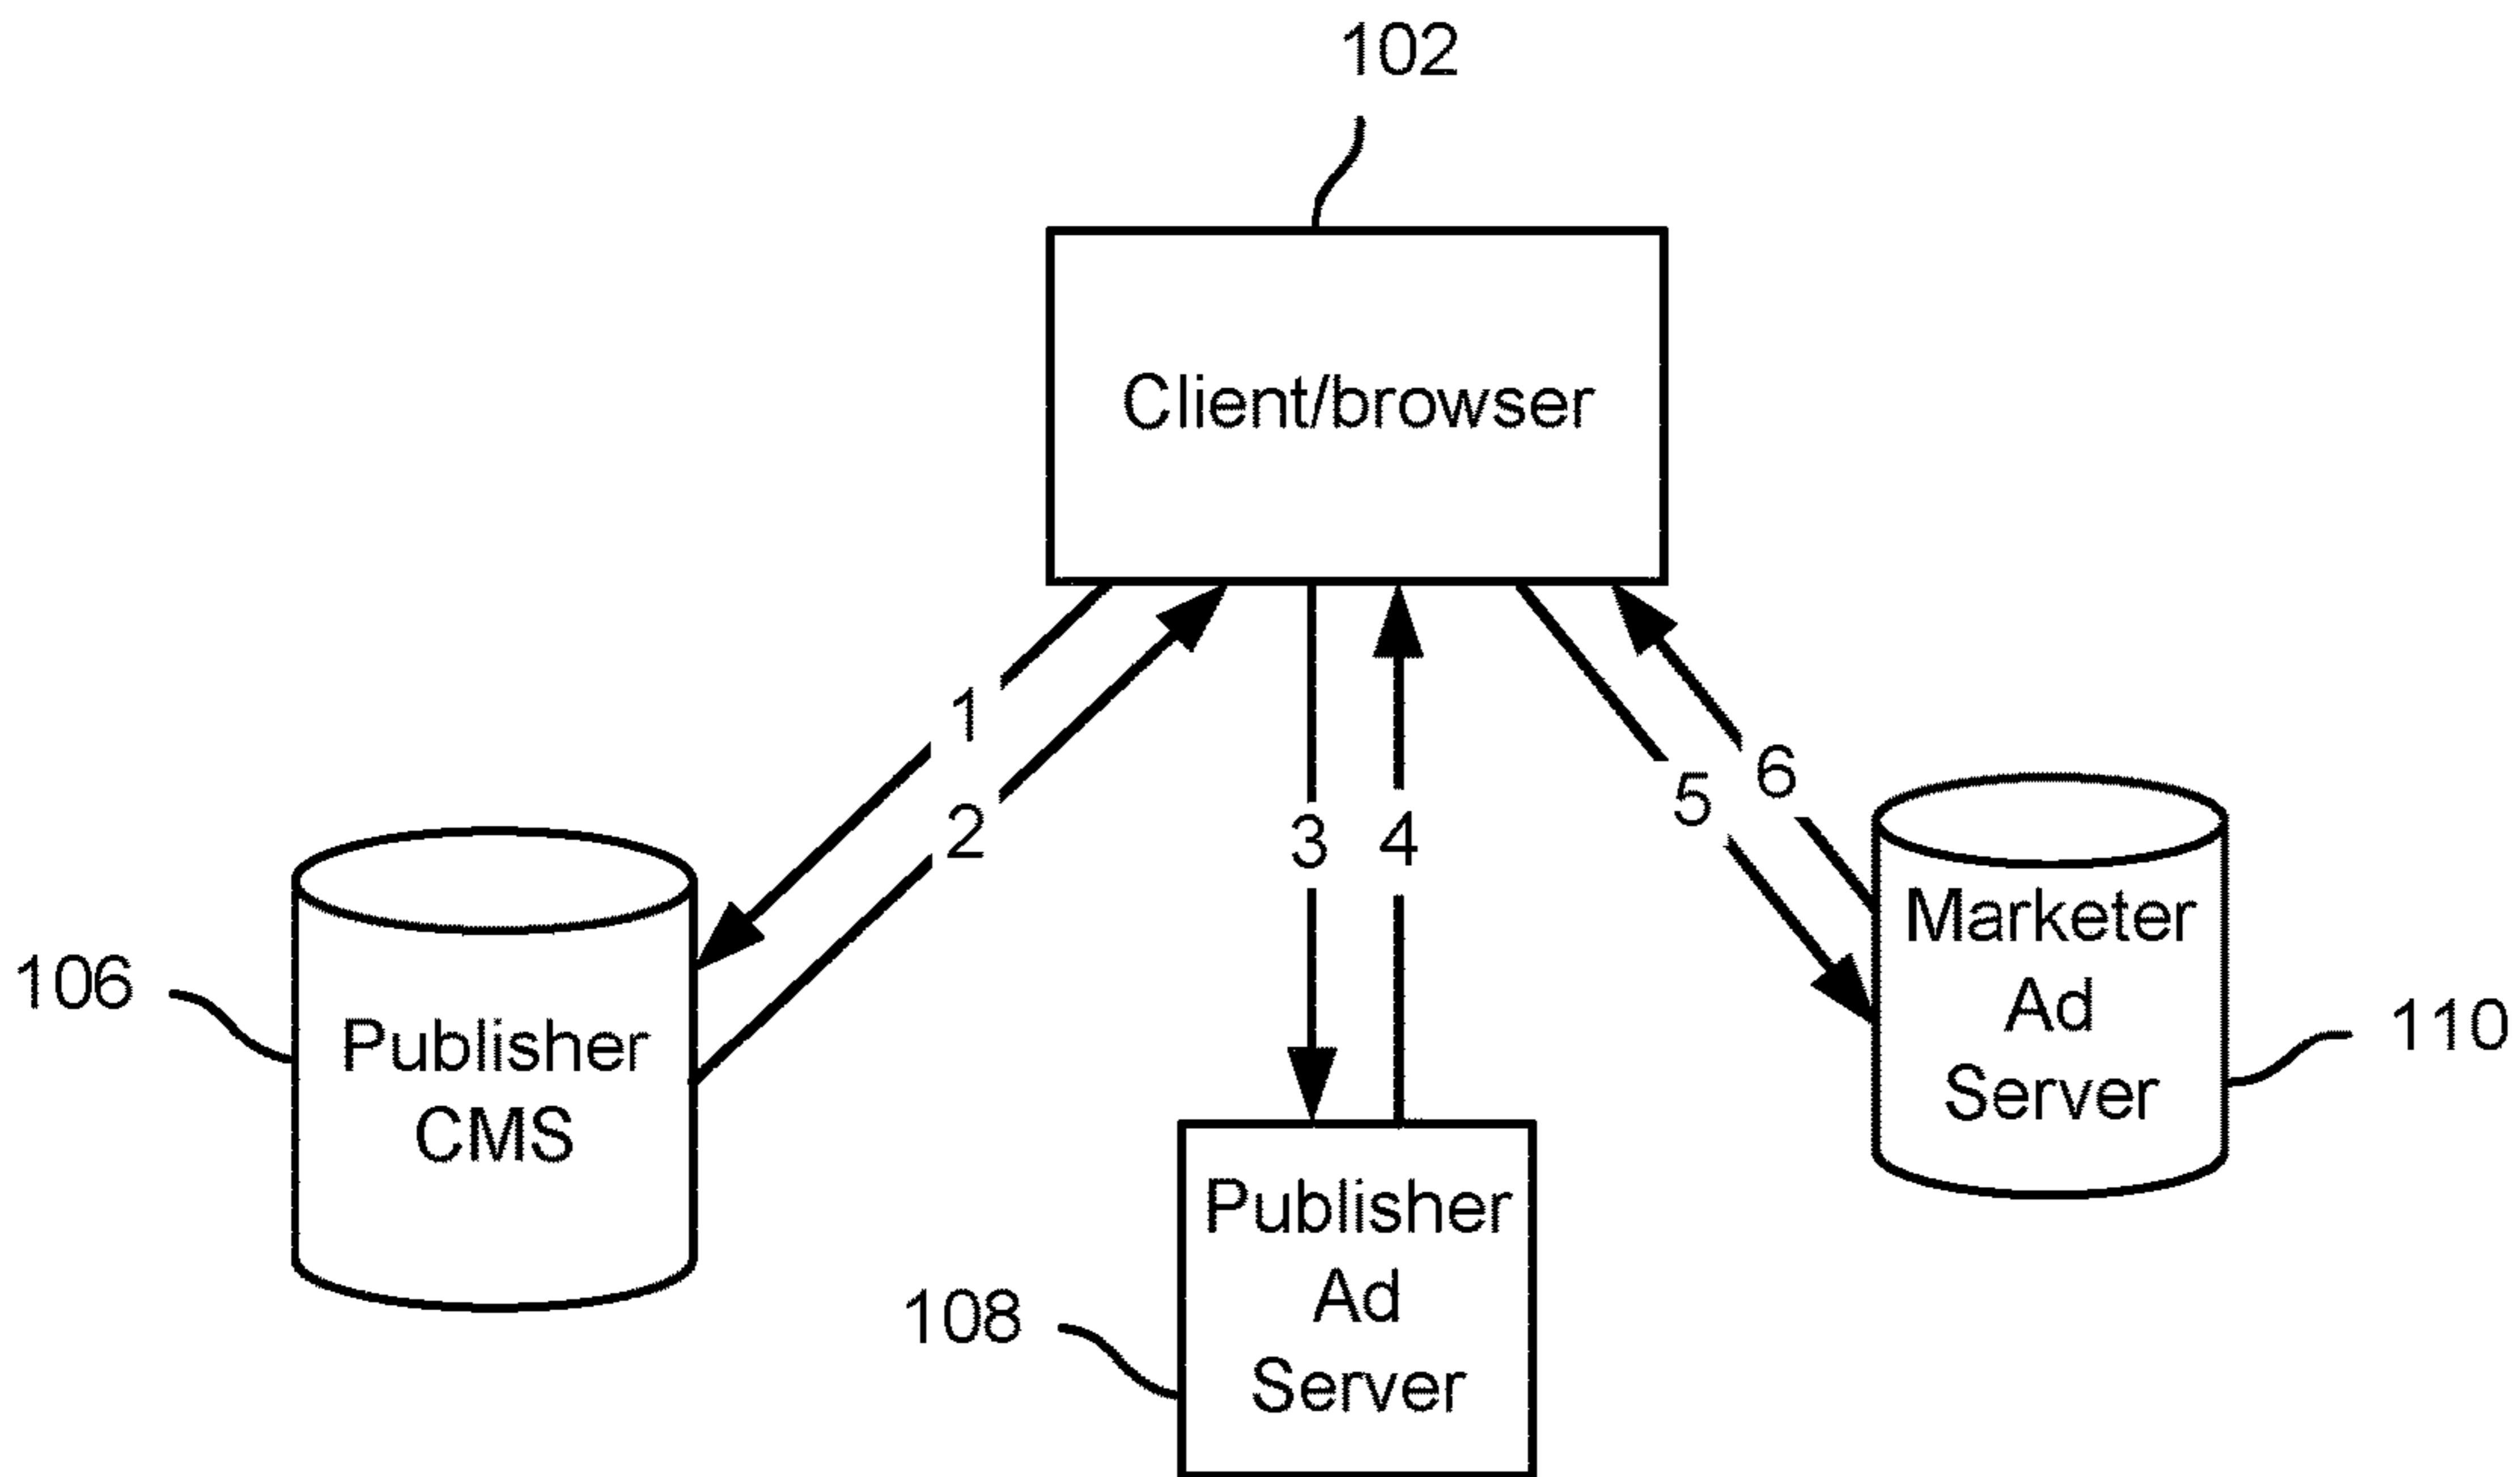 102
Client/browser
1
2
3
4
5
6
106
Publisher
CMS
108
Publisher
Ad
Server
Marketer
Ad
Server
110